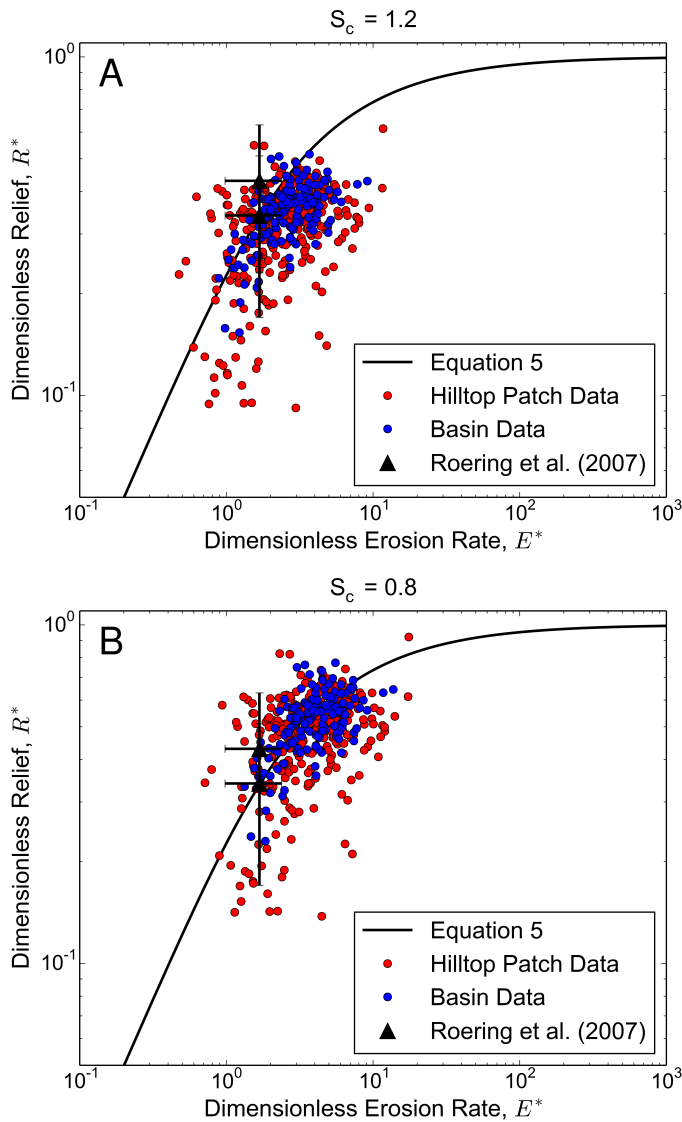 S_c = 1.2
A
10^0
10^-1
Dimensionless Relief, R*
Equation 5
Hilltop Patch Data
Basin Data
Roering et al. (2007)
10^-1 10^0 10^1 10^2 10^3
Dimensionless Erosion Rate, E*
S_c = 0.8
B
10^0
10^-1
Dimensionless Relief, R*
Equation 5
Hilltop Patch Data
Basin Data
Roering et al. (2007)
10^-1 10^0 10^1 10^2 10^3
Dimensionless Erosion Rate, E*